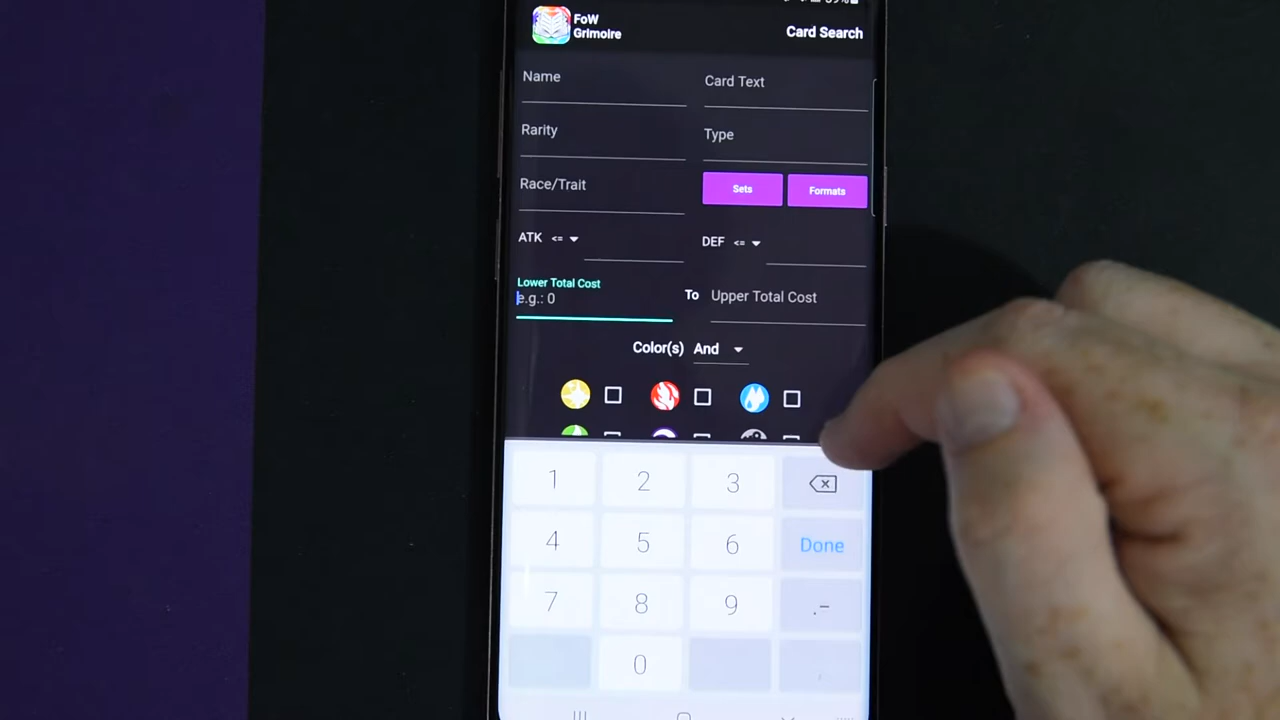 FoW
Grimoire
Card Search
Name
Card Text
Rarity
Type
Race/Trait
Sets
Formats
ATK <=
DEF <=
Lower Total Cost
e.g.: 0
To
Upper Total Cost
Color(s) And
1 2 3
4 5 6 Done
7 8 9 .-
0 ,